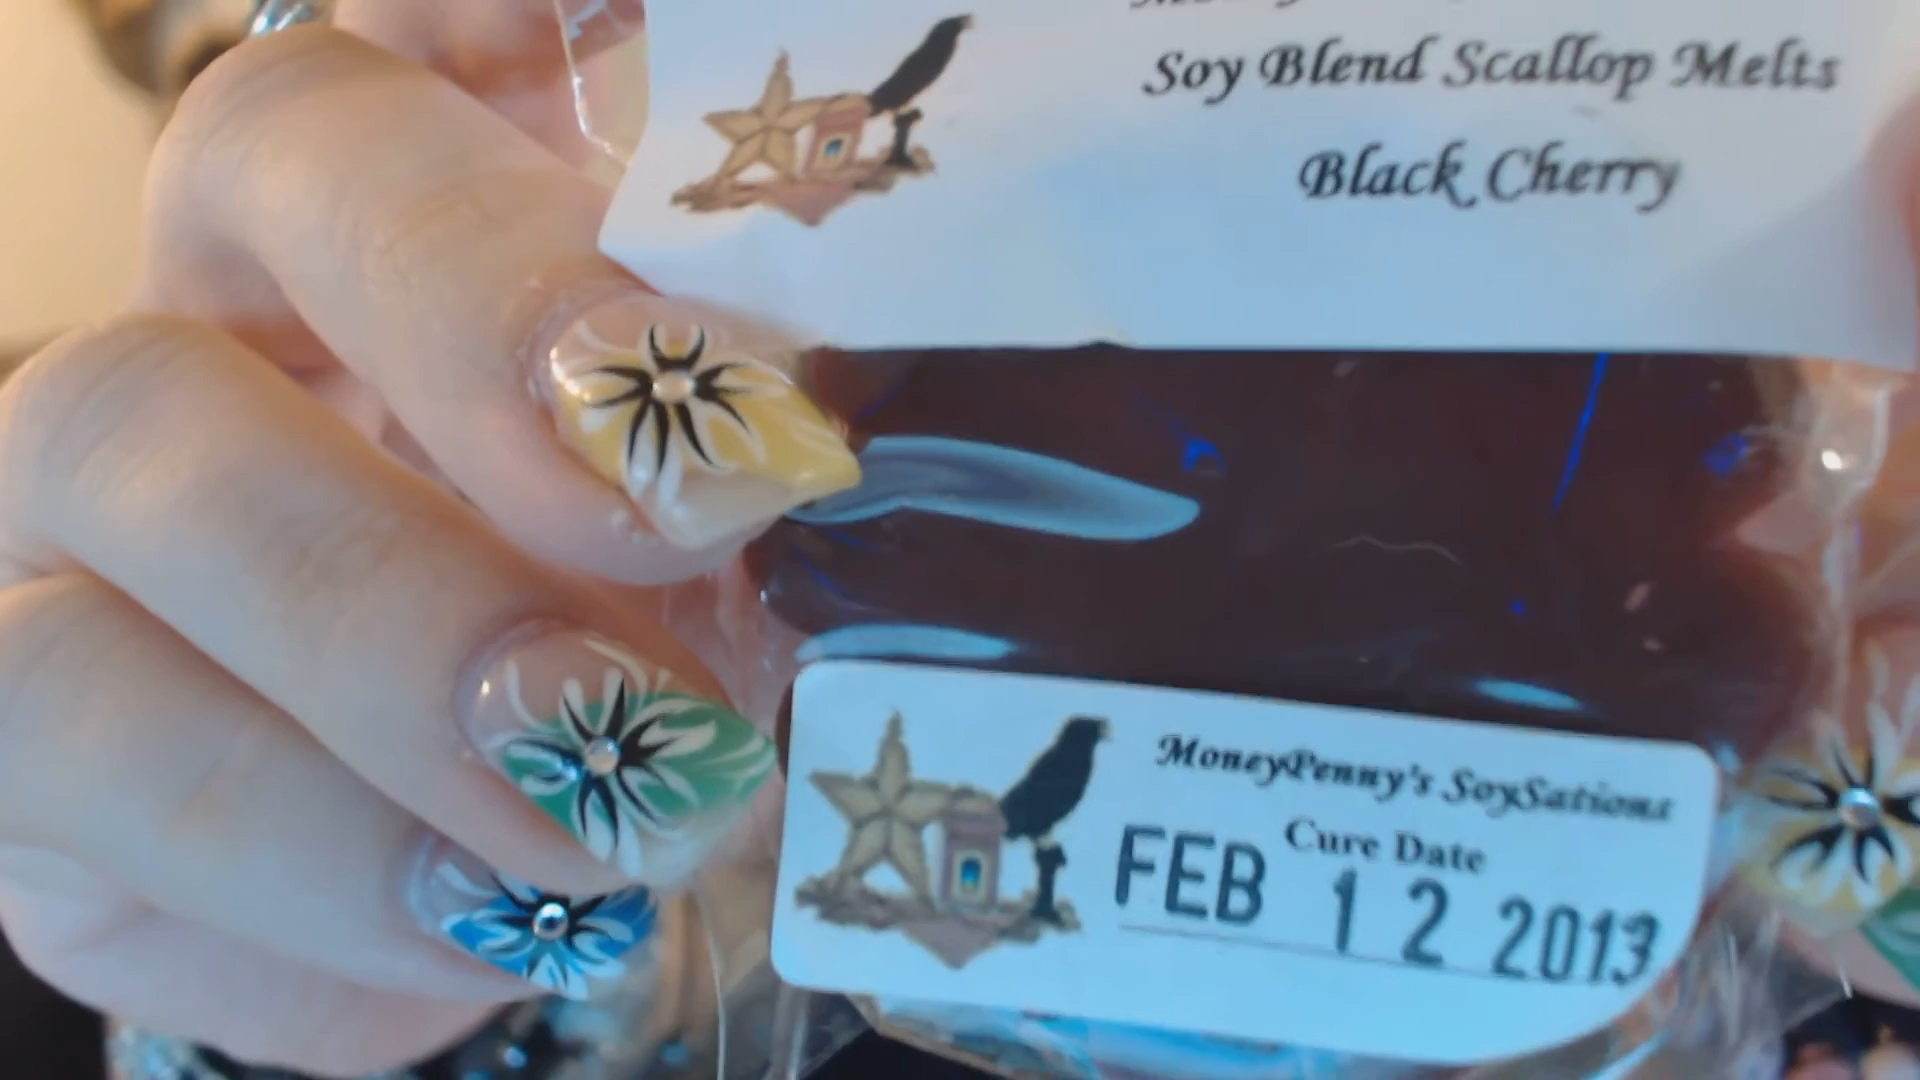 Soy Blend Scallop Melts
Black Cherry
MoneyPenny's SoySations
Cure Date
FEB 12 2013